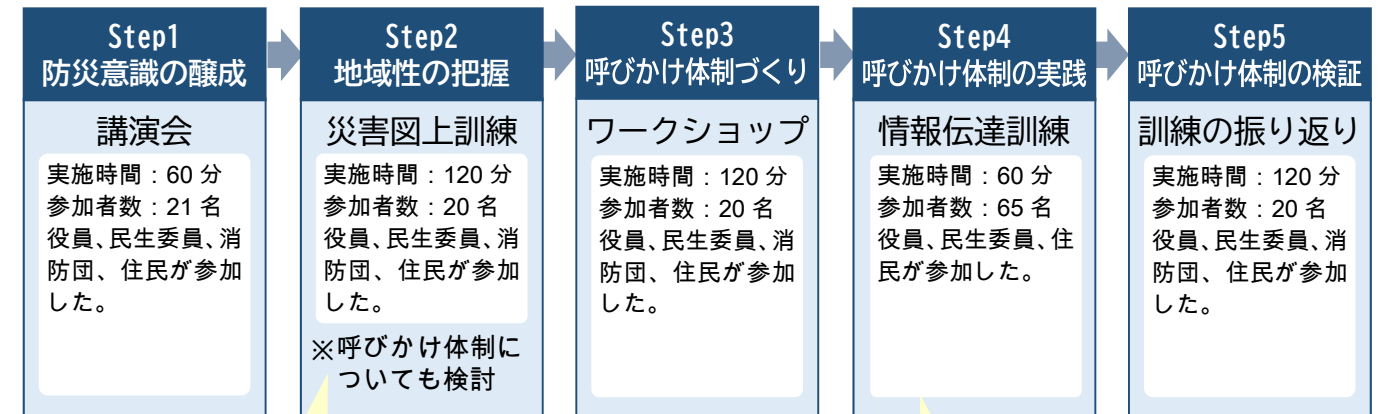 Step1
防災意識の醸成
講演会
実施時間：60 分
参加者数：21 名
役員、民生委員、消
防団、住民が参加
した。
Step2
地域性の把握
災害図上訓練
実施時間：120 分
参加者数：20 名
役員、民生委員、消
防団、住民が参加
した。
※呼びかけ体制に
ついても検討
Step3
呼びかけ体制づくり
ワークショップ
実施時間：120 分
参加者数：20 名
役員、民生委員、消
防団、住民が参加
した。
Step4
呼びかけ体制の実践
情報伝達訓練
実施時間：60 分
参加者数：65 名
役員、民生委員、住
民が参加した。
Step5
呼びかけ体制の検証
訓練の振り返り
実施時間：120 分
参加者数：20 名
役員、民生委員、消
防団、住民が参加
した。